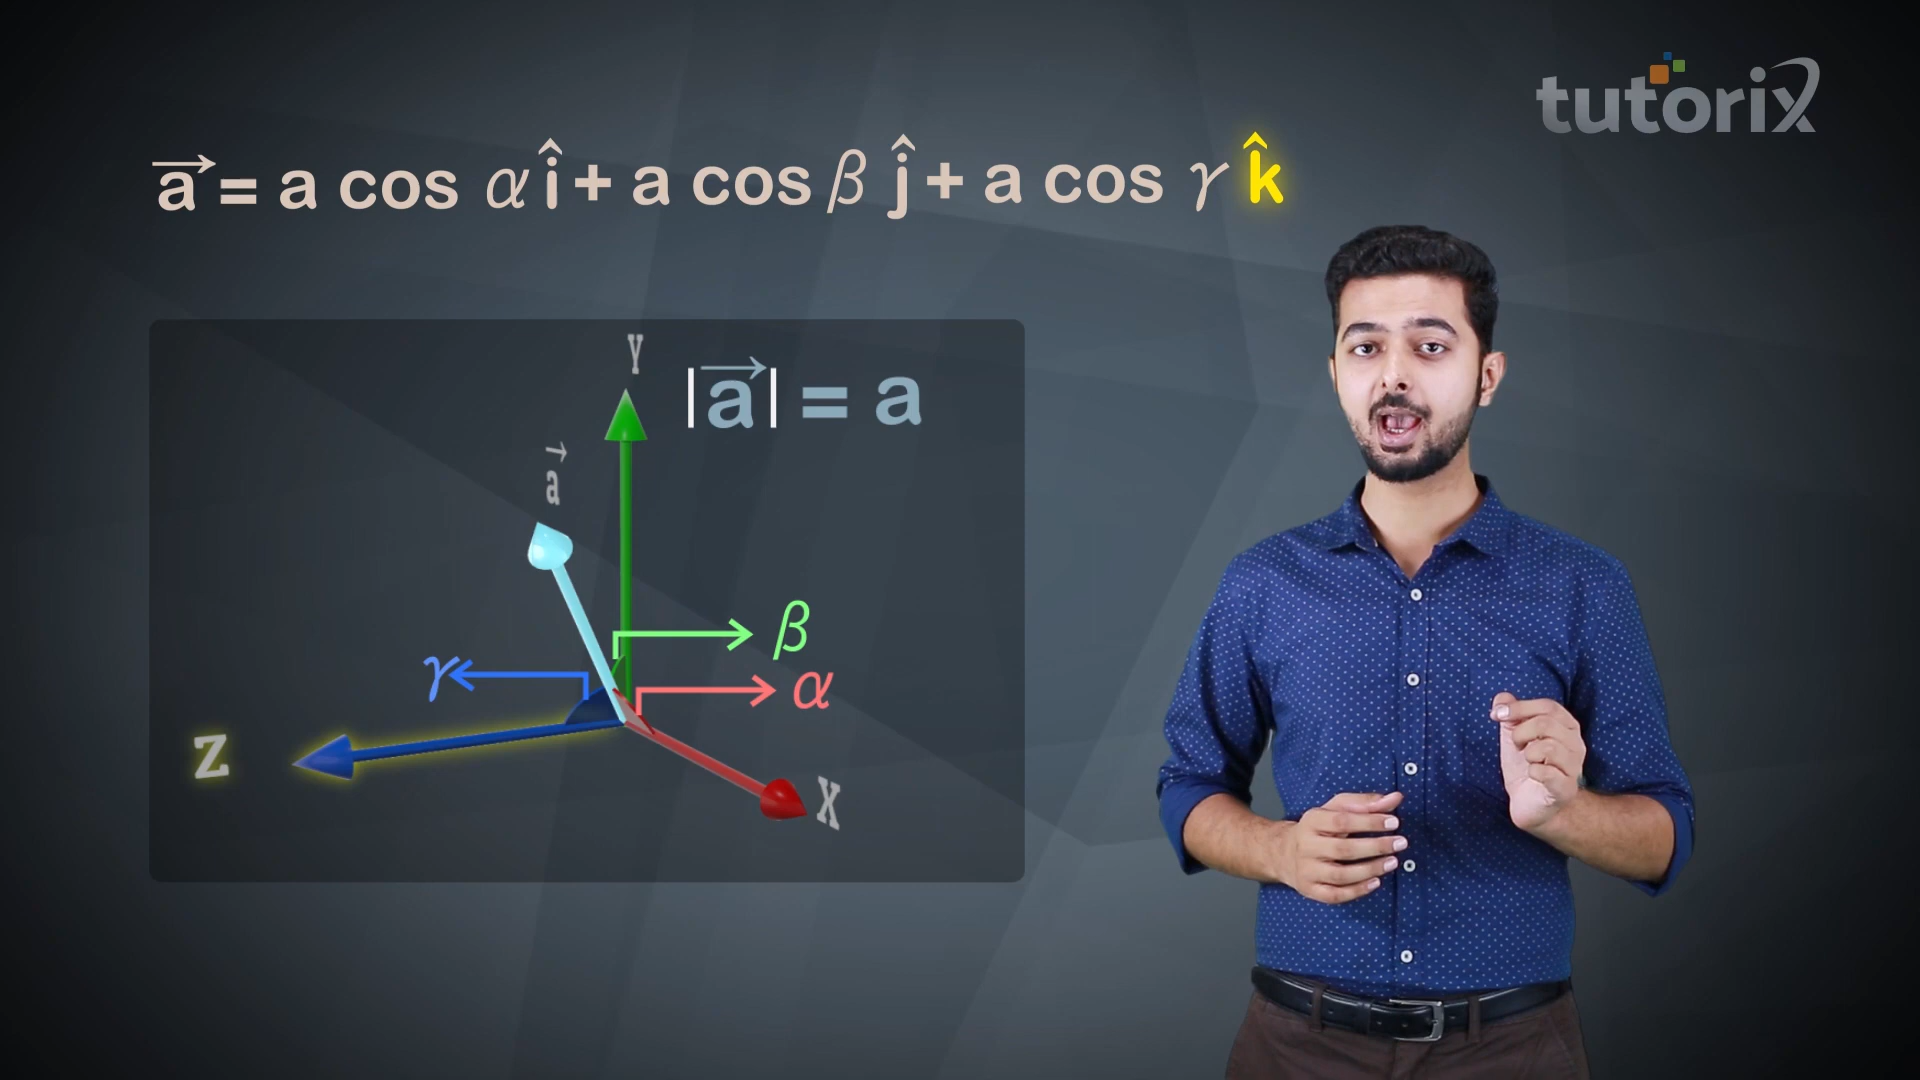 tutorix
a⃗ = a cos α î + a cos β ĵ + a cos γ k̂
Y
|a⃗| = a
a⃗
β
γ
α
Z
X